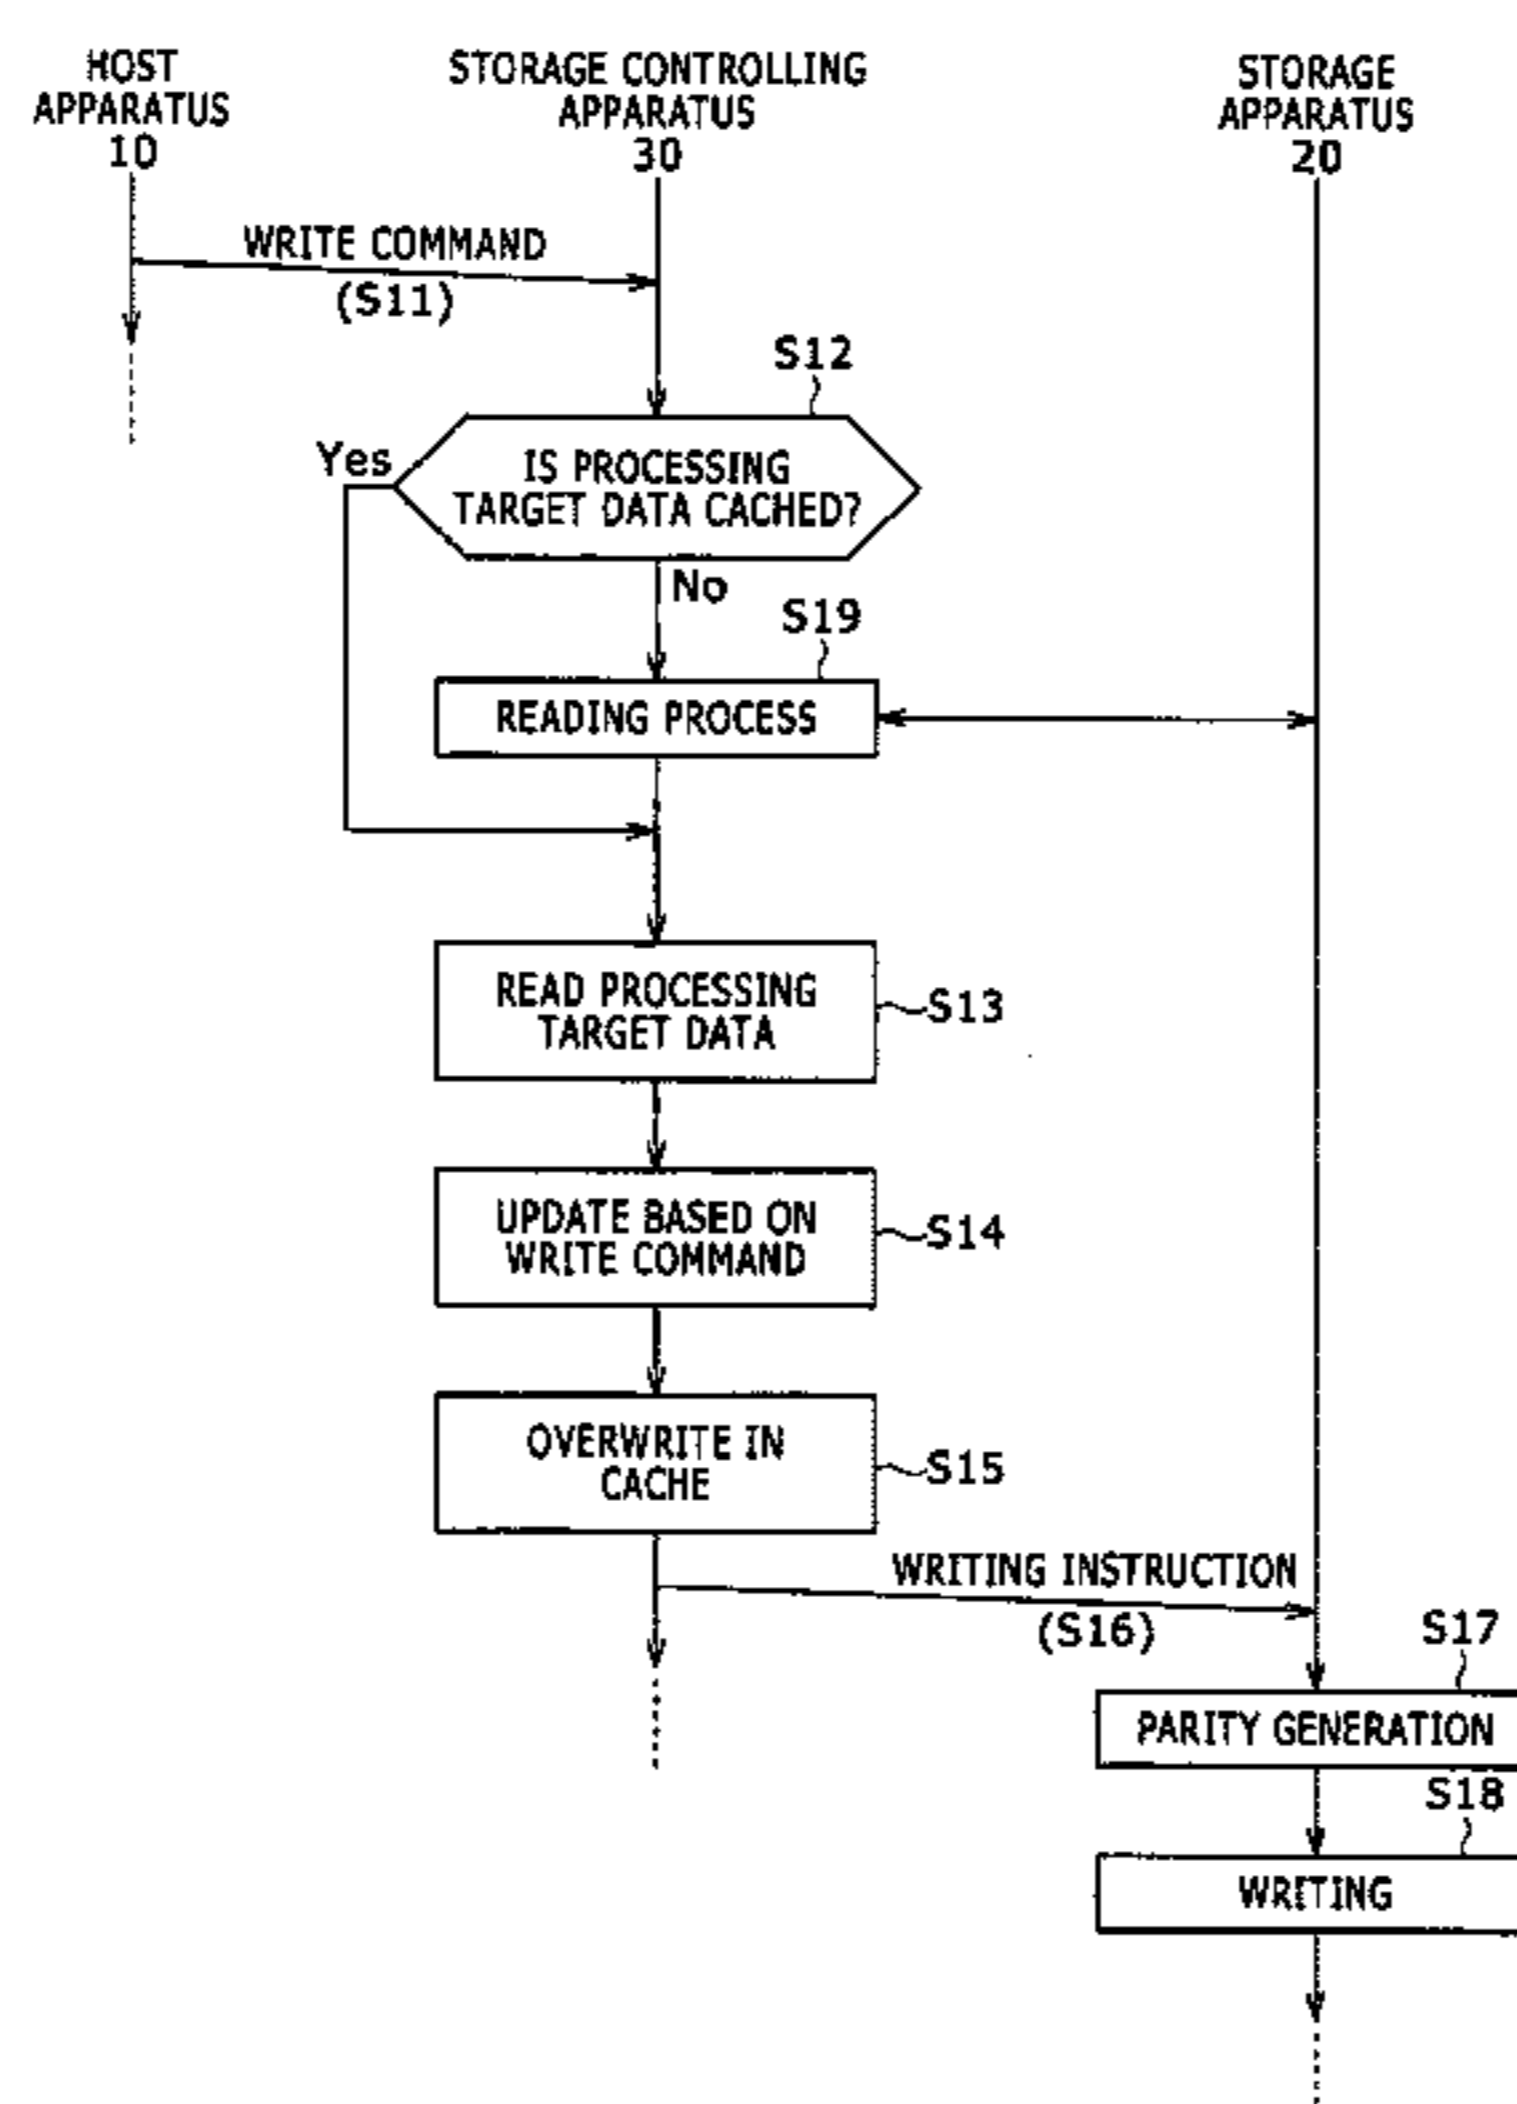 HOST
APPARATUS
10
STORAGE CONTROLLING
APPARATUS
30
STORAGE
APPARATUS
20
WRITE COMMAND
(S11)
S12
Yes
IS PROCESSING
TARGET DATA CACHED?
No
S19
READING PROCESS
READ PROCESSING
TARGET DATA
S13
UPDATE BASED ON
WRITE COMMAND
S14
OVERWRITE IN
CACHE
S15
WRITING INSTRUCTION
(S16)
S17
PARITY GENERATION
S18
WRITING